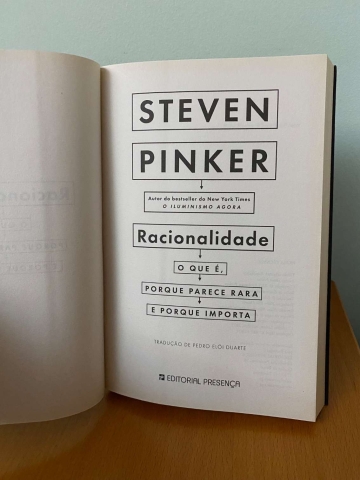 STEVEN
PINKER
Autor do bestseller do New York Times
O ILUMINISMO AGORA
Racionalidade
O QUE É,
PORQUE PARECE RARA
E PORQUE IMPORTA
TRADUÇÃO DE PEDRO ELÓI DUARTE
EDITORIAL PRESENÇA